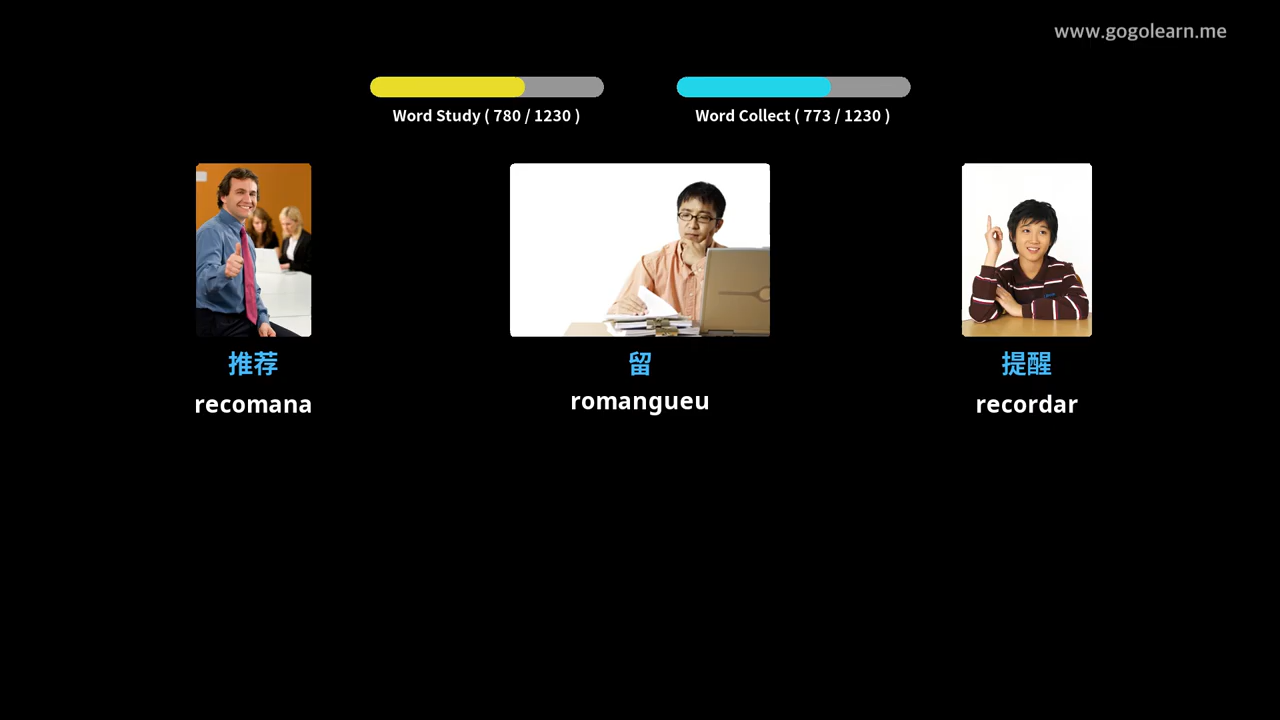 www.gogolearn.me
Word Study ( 780 / 1230 )
Word Collect ( 773 / 1230 )
推荐
留
提醒
recomana
romangueu
recordar